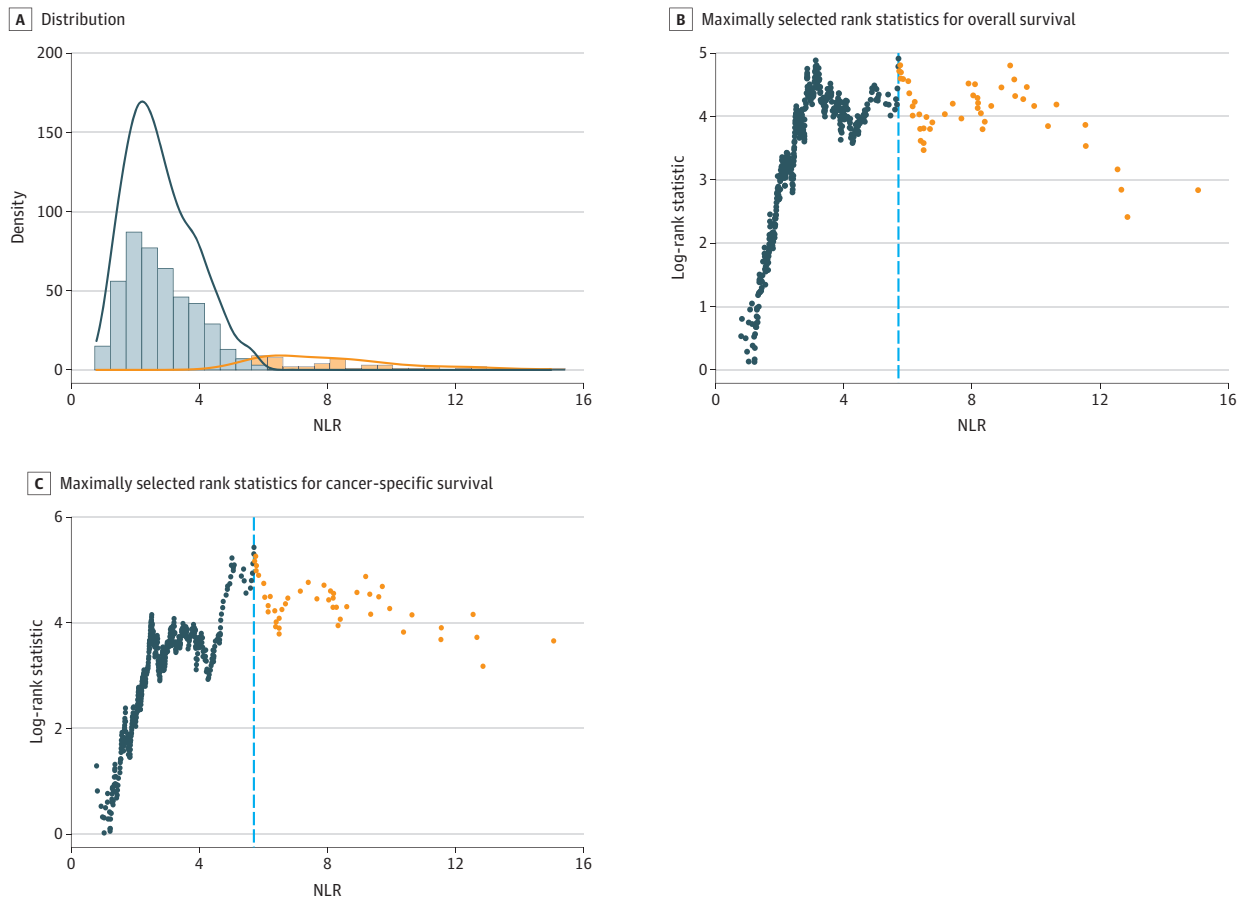 A Distribution
200
150
100
50
0
Density
0 4 8 12 16
NLR
B Maximally selected rank statistics for overall survival
5
4
3
2
1
0
Log-rank statistic
0 4 8 12 16
NLR
C Maximally selected rank statistics for cancer-specific survival
6
4
2
0
Log-rank statistic
0 4 8 12 16
NLR